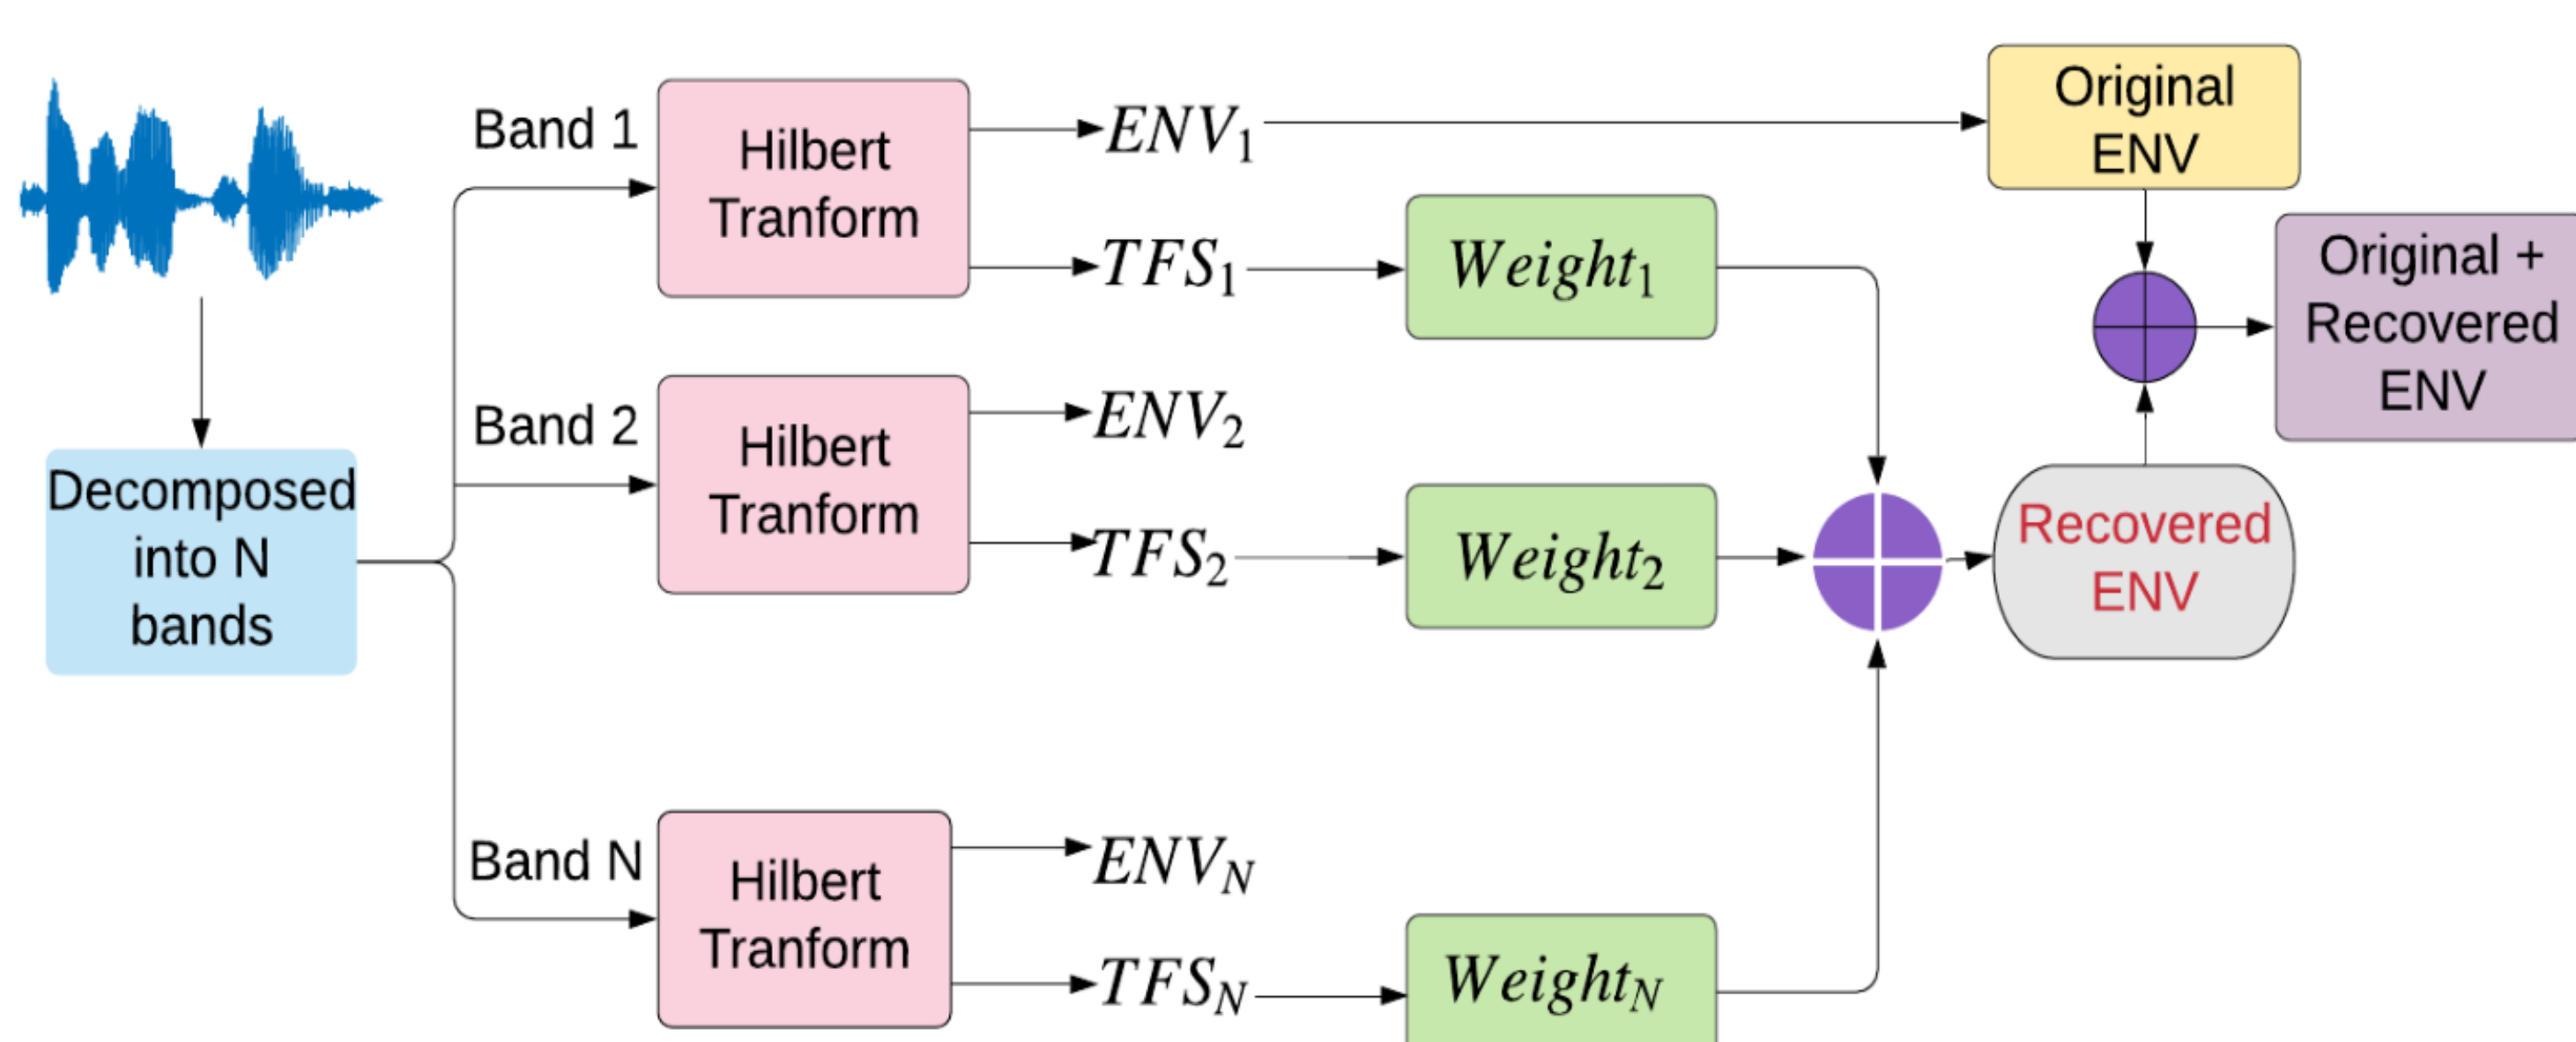 Band 1
Hilbert
Tranform
ENV1
TFS1
Weight1
Original
ENV
Original +
Recovered
ENV
Decomposed
into N
bands
Band 2
Hilbert
Tranform
ENV2
TFS2
Weight2
Recovered
ENV
Band N
Hilbert
Tranform
ENVN
TFSN
WeightN